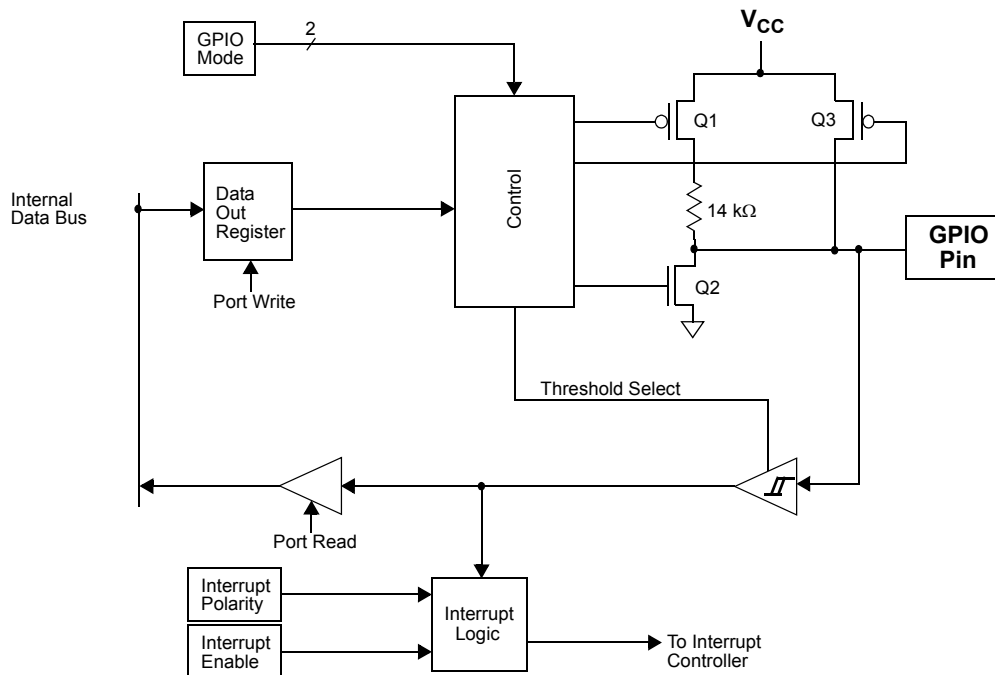 GPIO
Mode
2
V_CC
Q1
Q3
Control
Internal
Data Bus
Data
Out
Register
14 kΩ
GPIO
Pin
Port Write
Q2
Threshold Select
Port Read
Interrupt
Polarity
Interrupt
Logic
Interrupt
Enable
To Interrupt
Controller